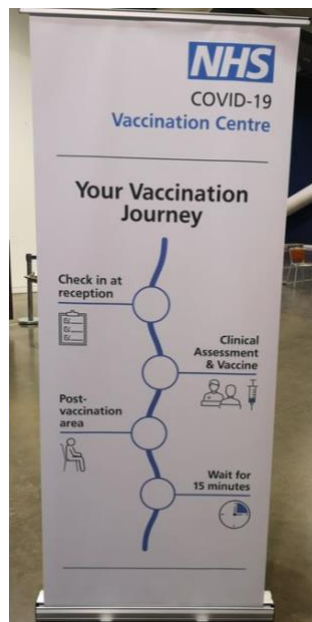 NHS
COVID-19
Vaccination Centre
Your Vaccination
Journey
Check in at
reception
Clinical
Assessment
& Vaccine
Post-
vaccination
area
Wait for
15 minutes